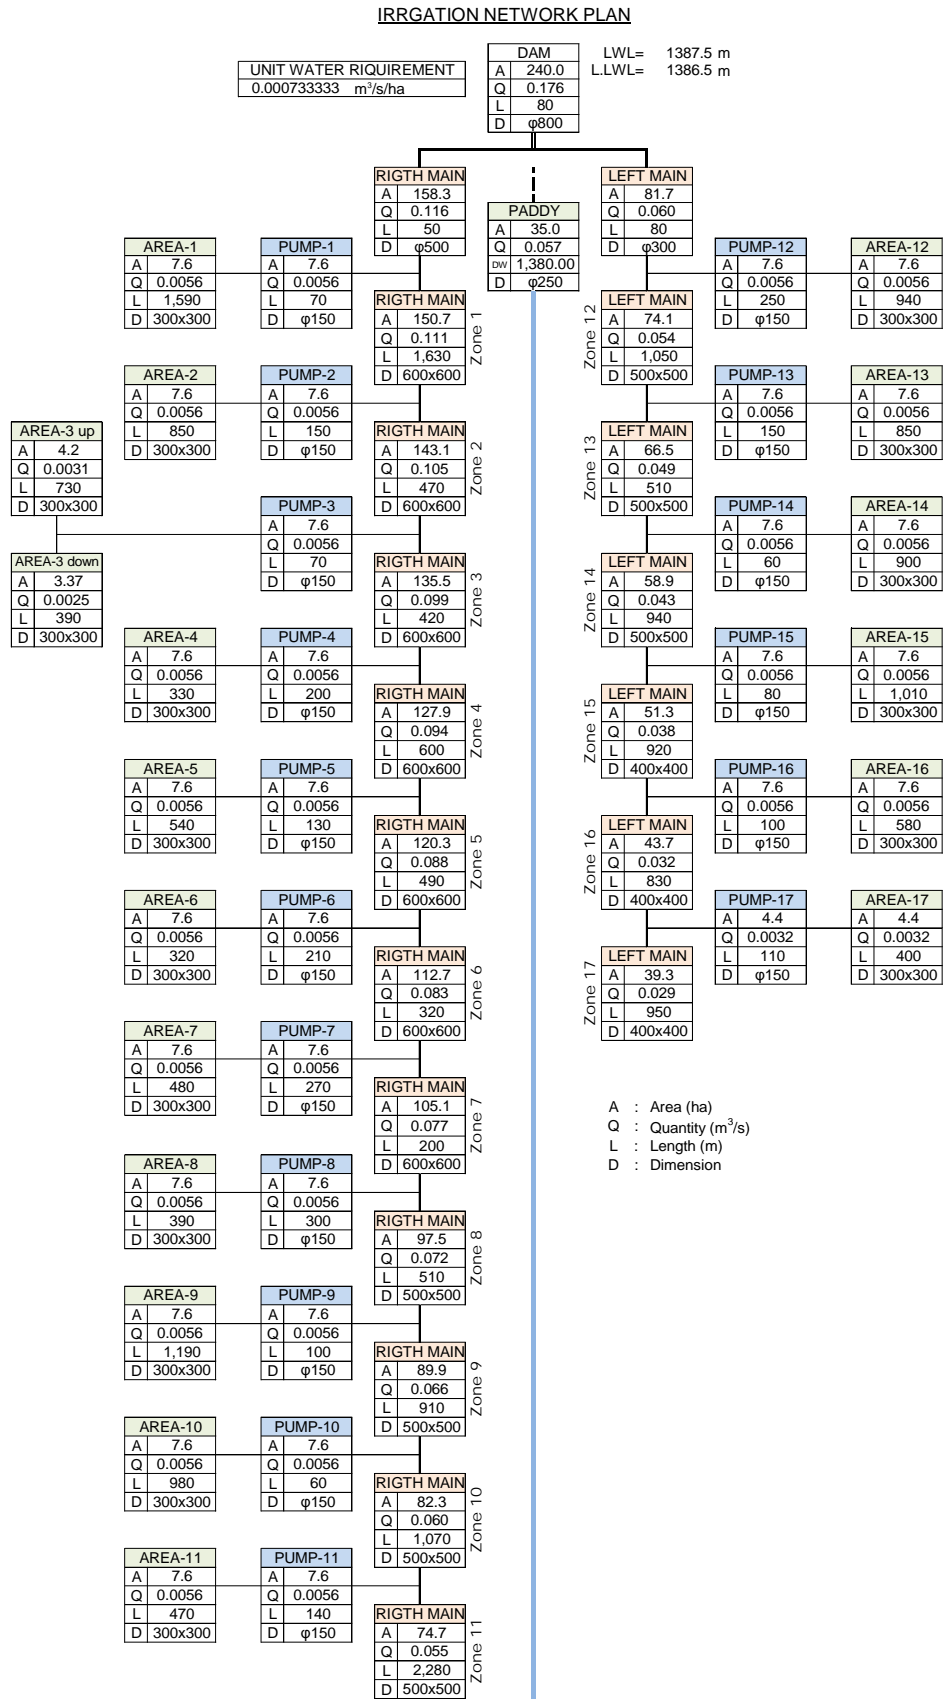 IRRGATION NETWORK PLAN
UNIT WATER RIQUIREMENT
0.000733333 m³/s/ha
DAM
A 240.0
Q 0.176
L 80
D φ800
LWL= 1387.5 m
L.LWL= 1386.5 m
RIGTH MAIN
A 158.3
Q 0.116
L 50
D φ500
PADDY
A 35.0
Q 0.057
DW 1,380.00
D φ250
LEFT MAIN
A 81.7
Q 0.060
L 80
D φ300
AREA-1
A 7.6
Q 0.0056
L 1,590
D 300x300
PUMP-1
A 7.6
Q 0.0056
L 70
D φ150
RIGTH MAIN
A 150.7
Q 0.111
L 1,630
D 600x600
Zone 1
AREA-2
A 7.6
Q 0.0056
L 850
D 300x300
PUMP-2
A 7.6
Q 0.0056
L 150
D φ150
RIGTH MAIN
A 143.1
Q 0.105
L 470
D 600x600
Zone 2
AREA-3 up
A 4.2
Q 0.0031
L 730
D 300x300
AREA-3 down
A 3.37
Q 0.0025
L 390
D 300x300
PUMP-3
A 7.6
Q 0.0056
L 70
D φ150
RIGTH MAIN
A 135.5
Q 0.099
L 420
D 600x600
Zone 3
AREA-4
A 7.6
Q 0.0056
L 330
D 300x300
PUMP-4
A 7.6
Q 0.0056
L 200
D φ150
RIGTH MAIN
A 127.9
Q 0.094
L 600
D 600x600
Zone 4
AREA-5
A 7.6
Q 0.0056
L 540
D 300x300
PUMP-5
A 7.6
Q 0.0056
L 130
D φ150
RIGTH MAIN
A 120.3
Q 0.088
L 490
D 600x600
Zone 5
AREA-6
A 7.6
Q 0.0056
L 320
D 300x300
PUMP-6
A 7.6
Q 0.0056
L 210
D φ150
RIGTH MAIN
A 112.7
Q 0.083
L 320
D 600x600
Zone 6
AREA-7
A 7.6
Q 0.0056
L 480
D 300x300
PUMP-7
A 7.6
Q 0.0056
L 270
D φ150
RIGTH MAIN
A 105.1
Q 0.077
L 200
D 600x600
Zone 7
AREA-8
A 7.6
Q 0.0056
L 390
D 300x300
PUMP-8
A 7.6
Q 0.0056
L 300
D φ150
RIGTH MAIN
A 97.5
Q 0.072
L 510
D 500x500
Zone 8
AREA-9
A 7.6
Q 0.0056
L 1,190
D 300x300
PUMP-9
A 7.6
Q 0.0056
L 100
D φ150
RIGTH MAIN
A 89.9
Q 0.066
L 910
D 500x500
Zone 9
AREA-10
A 7.6
Q 0.0056
L 980
D 300x300
PUMP-10
A 7.6
Q 0.0056
L 60
D φ150
RIGTH MAIN
A 82.3
Q 0.060
L 1,070
D 500x500
Zone 10
AREA-11
A 7.6
Q 0.0056
L 470
D 300x300
PUMP-11
A 7.6
Q 0.0056
L 140
D φ150
RIGTH MAIN
A 74.7
Q 0.055
L 2,280
D 500x500
Zone 11
PUMP-12
A 7.6
Q 0.0056
L 250
D φ150
AREA-12
A 7.6
Q 0.0056
L 940
D 300x300
Zone 12
LEFT MAIN
A 74.1
Q 0.054
L 1,050
D 500x500
PUMP-13
A 7.6
Q 0.0056
L 150
D φ150
AREA-13
A 7.6
Q 0.0056
L 850
D 300x300
Zone 13
LEFT MAIN
A 66.5
Q 0.049
L 510
D 500x500
PUMP-14
A 7.6
Q 0.0056
L 60
D φ150
AREA-14
A 7.6
Q 0.0056
L 900
D 300x300
Zone 14
LEFT MAIN
A 58.9
Q 0.043
L 940
D 500x500
PUMP-15
A 7.6
Q 0.0056
L 80
D φ150
AREA-15
A 7.6
Q 0.0056
L 1,010
D 300x300
Zone 15
LEFT MAIN
A 51.3
Q 0.038
L 920
D 400x400
PUMP-16
A 7.6
Q 0.0056
L 100
D φ150
AREA-16
A 7.6
Q 0.0056
L 580
D 300x300
Zone 16
LEFT MAIN
A 43.7
Q 0.032
L 830
D 400x400
PUMP-17
A 4.4
Q 0.0032
L 110
D φ150
AREA-17
A 4.4
Q 0.0032
L 400
D 300x300
Zone 17
LEFT MAIN
A 39.3
Q 0.029
L 950
D 400x400
A : Area (ha)
Q : Quantity (m³/s)
L : Length (m)
D : Dimension